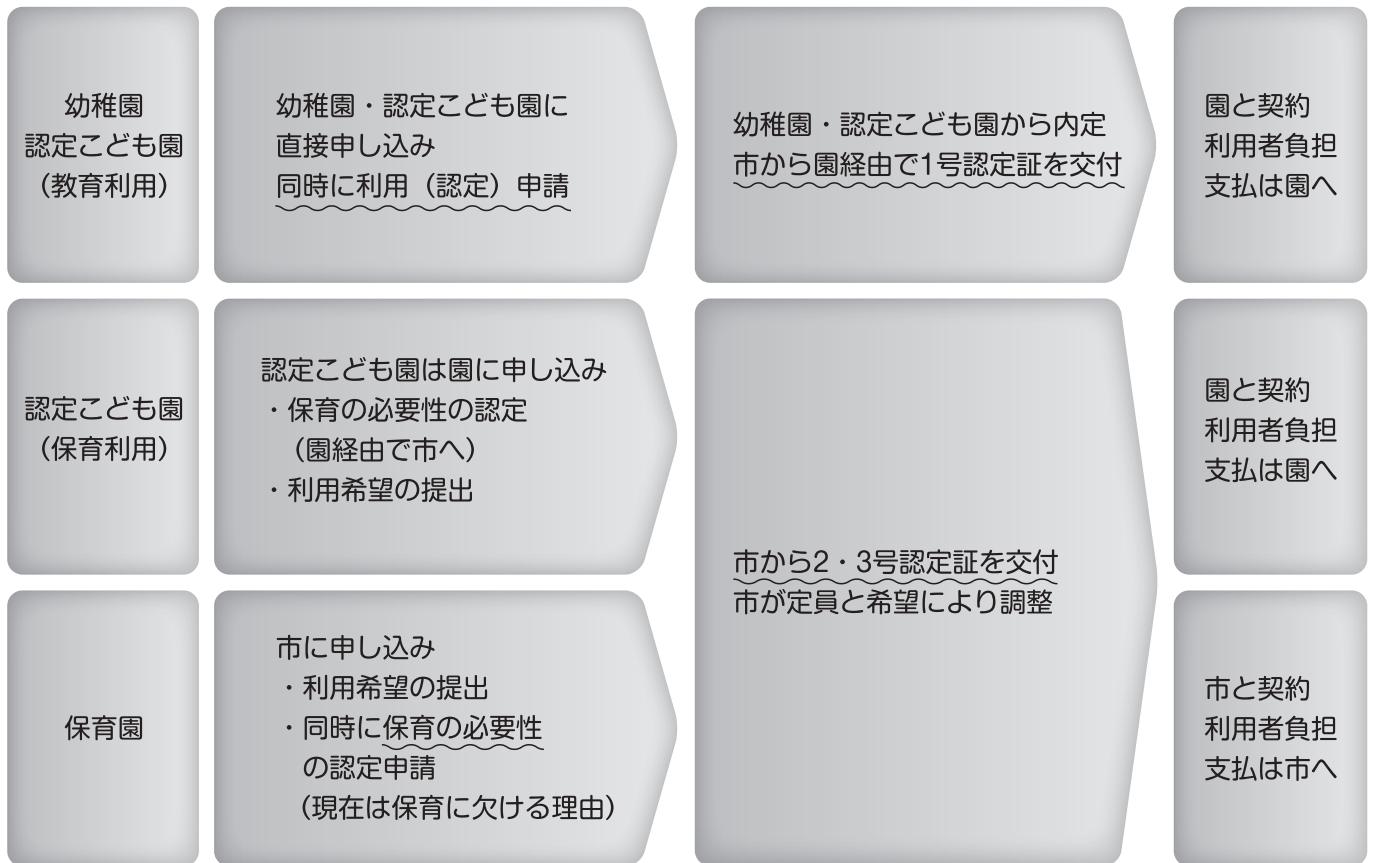 幼稚園
認定こども園
（教育利用）
幼稚園・認定こども園に
直接申し込み
同時に利用（認定）申請
幼稚園・認定こども園から内定
市から園経由で1号認定証を交付
園と契約
利用者負担
支払は園へ
認定こども園
（保育利用）
認定こども園は園に申し込み
・保育の必要性の認定
（園経由で市へ）
・利用希望の提出
市から2・3号認定証を交付
市が定員と希望により調整
園と契約
利用者負担
支払は園へ
保育園
市に申し込み
・利用希望の提出
・同時に保育の必要性
の認定申請
（現在は保育に欠ける理由）
市と契約
利用者負担
支払は市へ